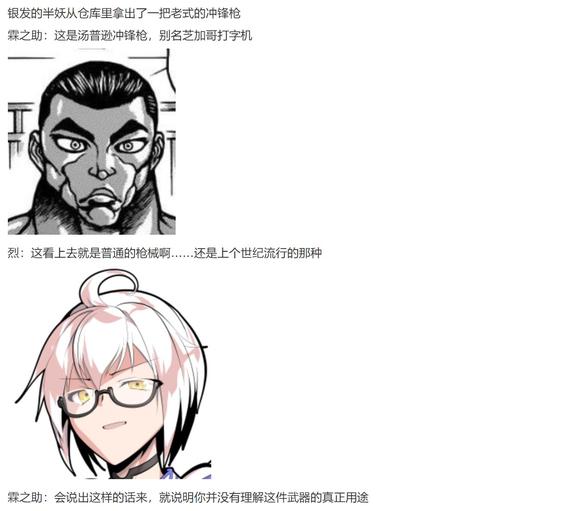 银发的半妖从仓库里拿出了一把老式的冲锋枪
霖之助：这是汤普逊冲锋枪，别名芝加哥打字机
烈：这看上去就是普通的枪械啊……还是上个世纪流行的那种
霖之助：会说出这样的话来，就说明你并没有理解这件武器的真正用途